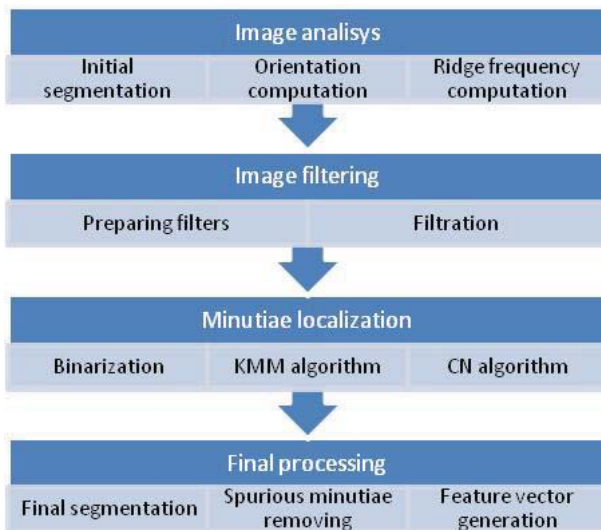 Image analisys
Initial segmentation
Orientation computation
Ridge frequency computation
Image filtering
Preparing filters
Filtration
Minutiae localization
Binarization
KMM algorithm
CN algorithm
Final processing
Final segmentation
Spurious minutiae removing
Feature vector generation